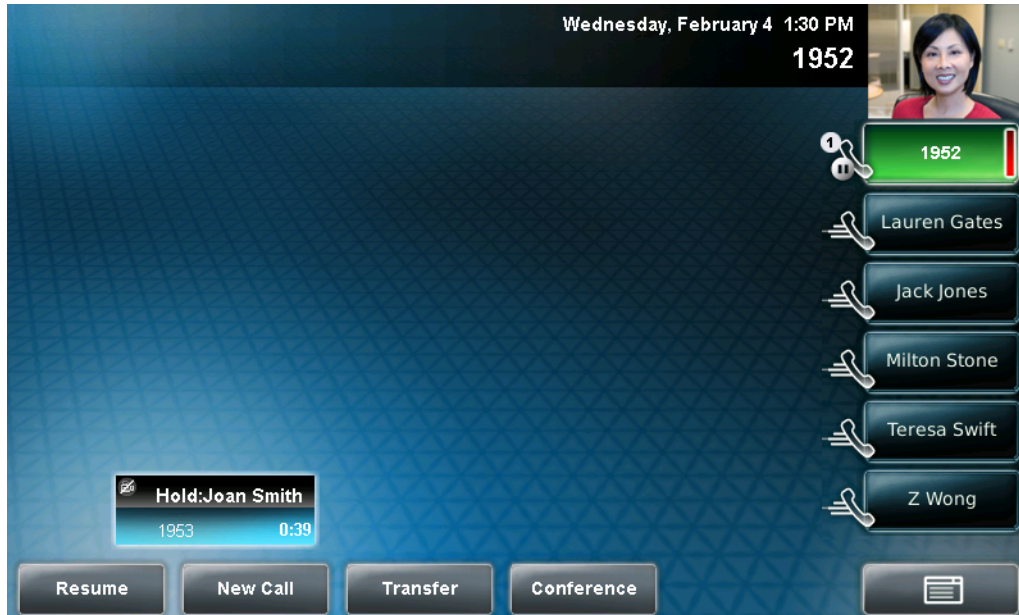 Wednesday, February 4 1:30 PM
1952
1
1952
Lauren Gates
Jack Jones
Milton Stone
Teresa Swift
Z Wong
Hold:Joan Smith
1953 0:39
Resume New Call Transfer Conference